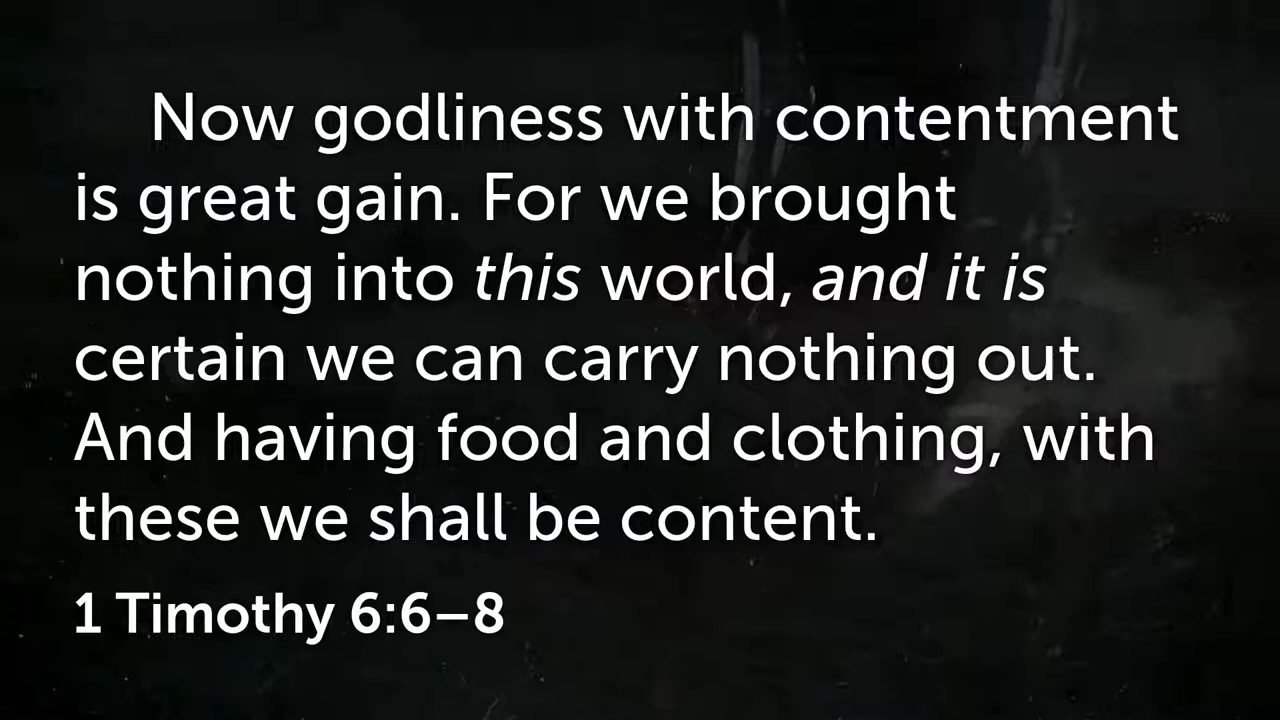 Now godliness with contentment
is great gain. For we brought
nothing into this world, and it is
certain we can carry nothing out.
And having food and clothing, with
these we shall be content.
1 Timothy 6:6–8